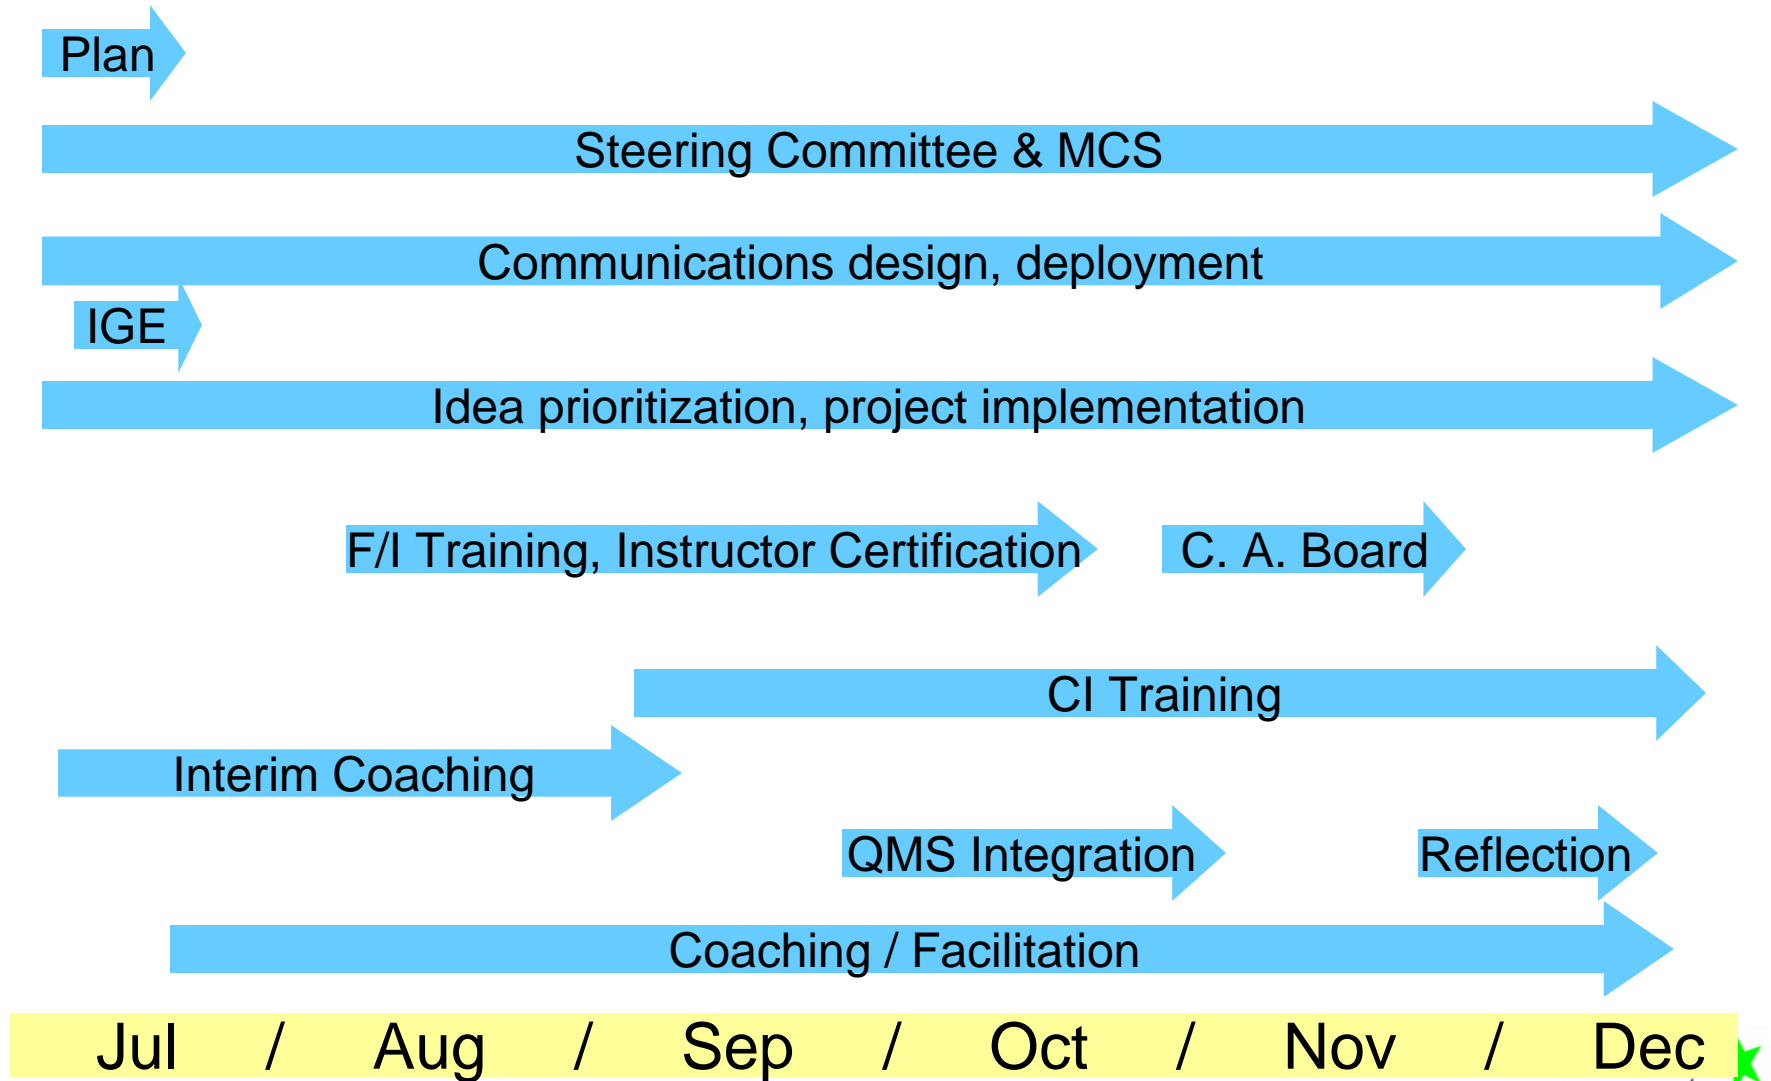 Plan
Steering Committee & MCS
Communications design, deployment
IGE
Idea prioritization, project implementation
F/I Training, Instructor Certification
C. A. Board
CI Training
Interim Coaching
QMS Integration
Reflection
Coaching / Facilitation
Jul / Aug / Sep / Oct / Nov / Dec